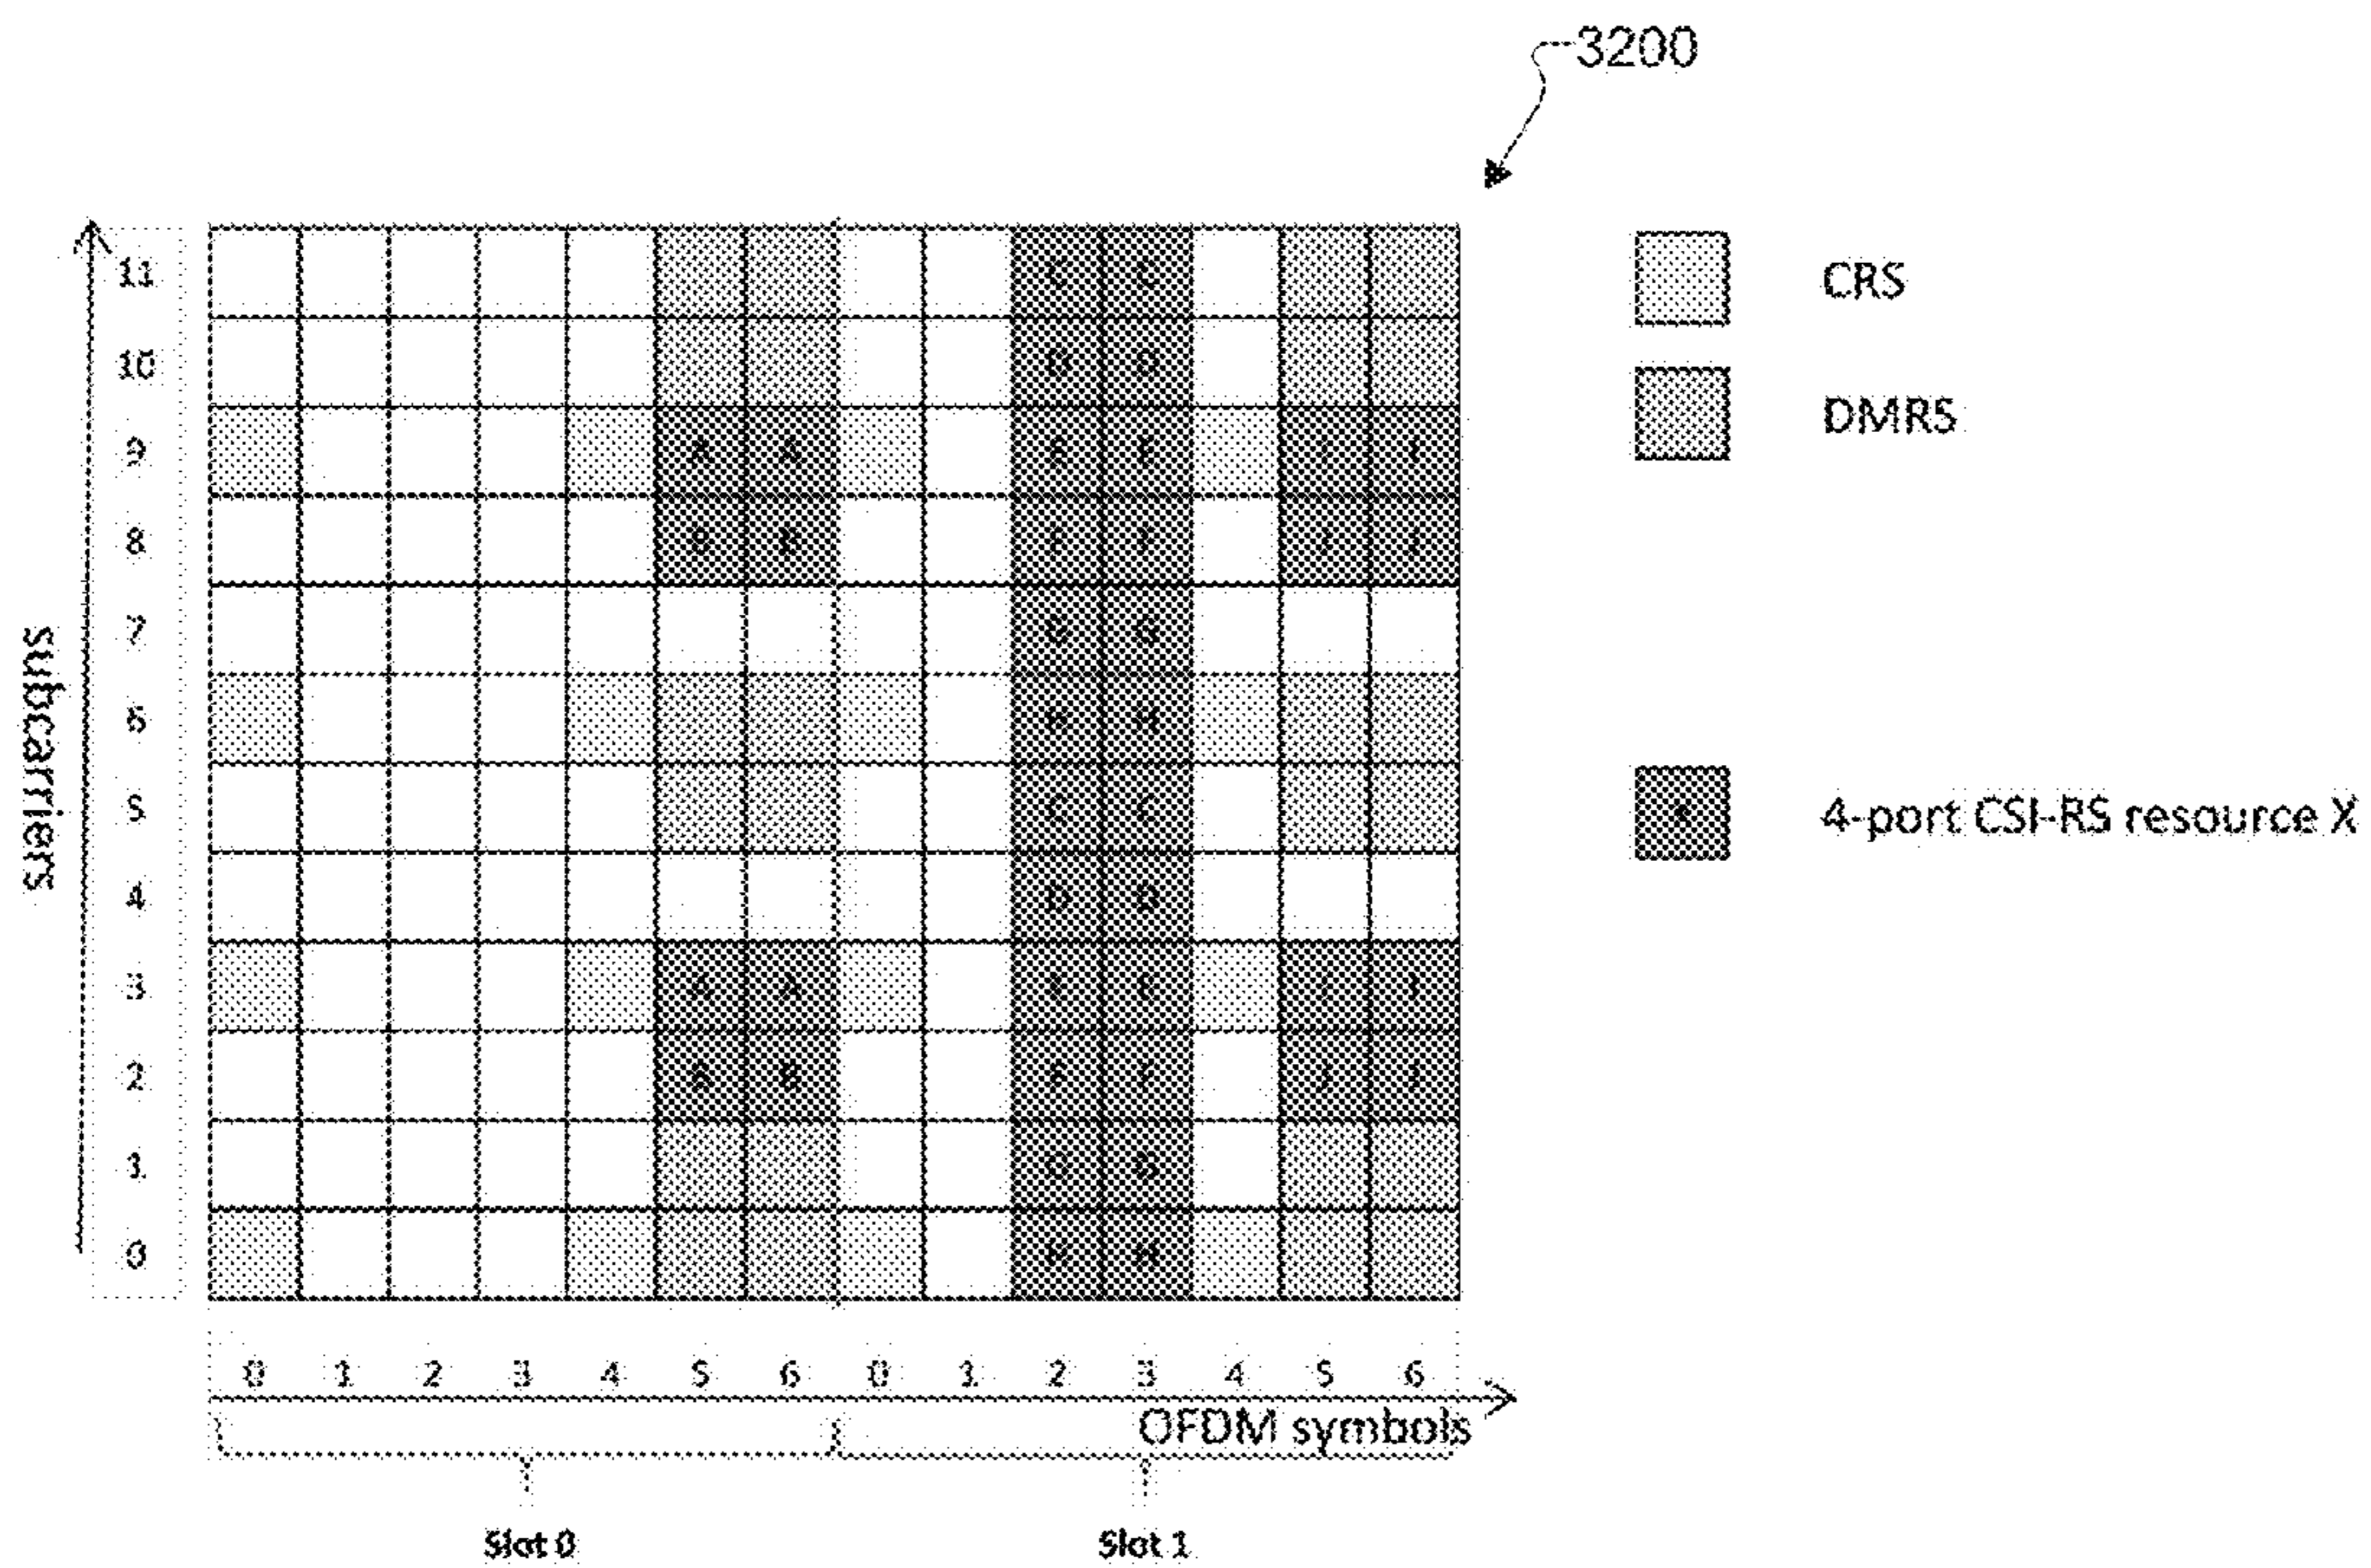 3200
CRS
DMRS
4-port CSI-RS resource X
subcarriers
11 C C
10 D D
9 A A E E I I
8 B B F F J J
7 G G
6 H H
5 C C
4 D D
3 A A E E I I
2 B B F F J J
1 G G
0 H H
0 1 2 3 4 5 6 0 1 2 3 4 5 6
OFDM symbols
Slot 0 Slot 1